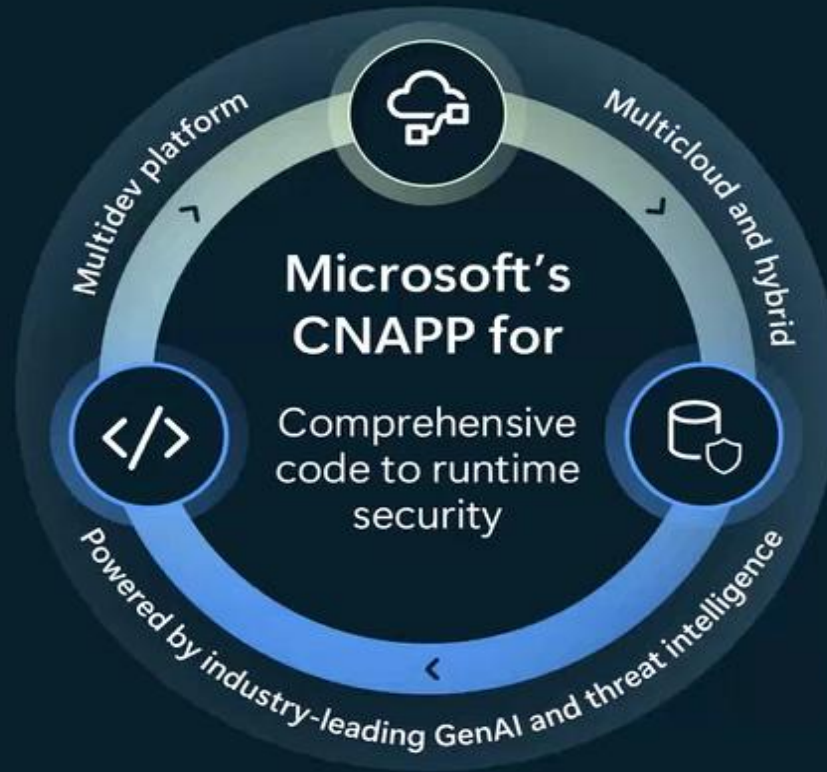 Multidev platform
Multicloud and hybrid
Microsoft’s
CNAPP for
Comprehensive
code to runtime
security
</>
Powered by industry-leading GenAI and threat intelligence